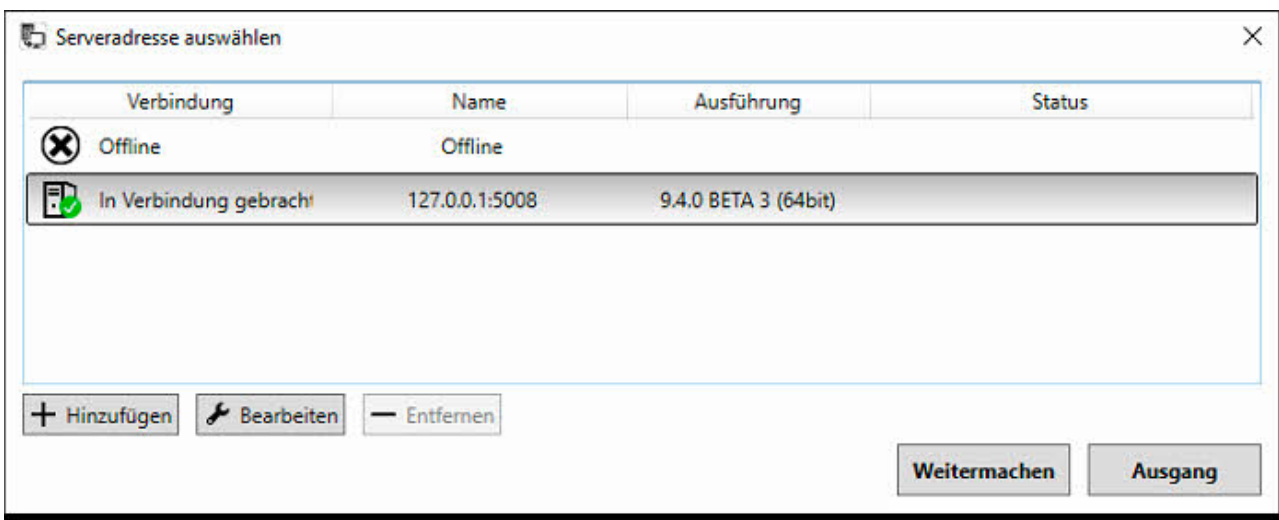 Serveradresse auswählen
Verbindung Name Ausführung Status
Offline Offline
In Verbindung gebracht 127.0.0.1:5008 9.4.0 BETA 3 (64bit)
Hinzufügen Bearbeiten Entfernen
Weitermachen Ausgang